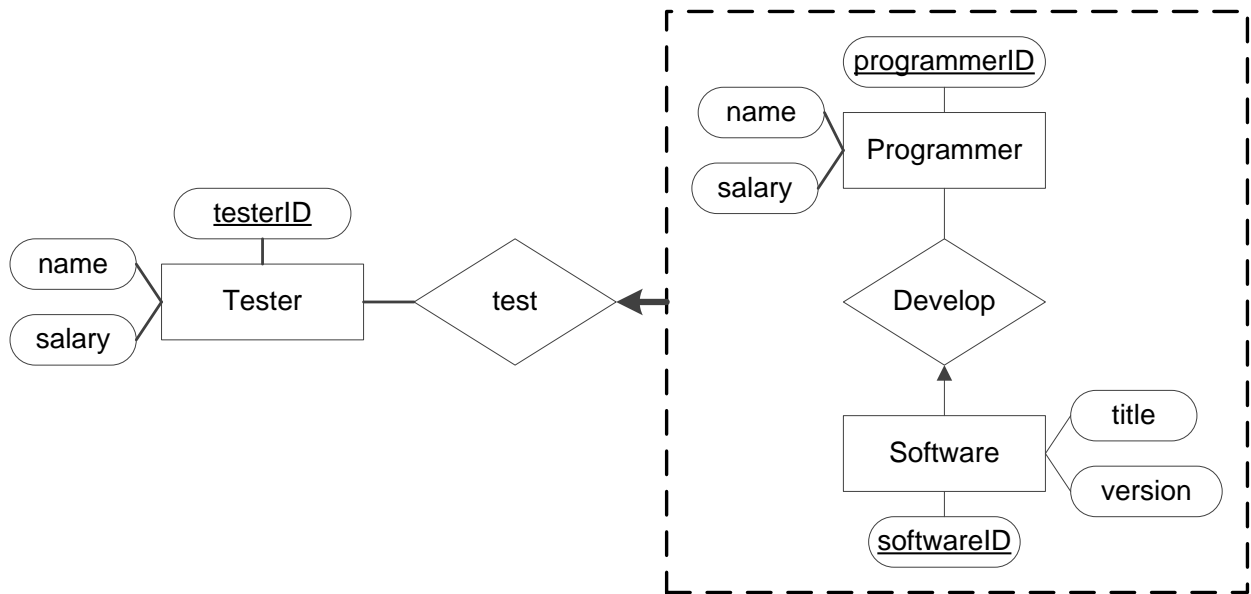 programmerID
name
Programmer
salary
testerID
name
Tester
salary
test
Develop
title
Software
version
softwareID